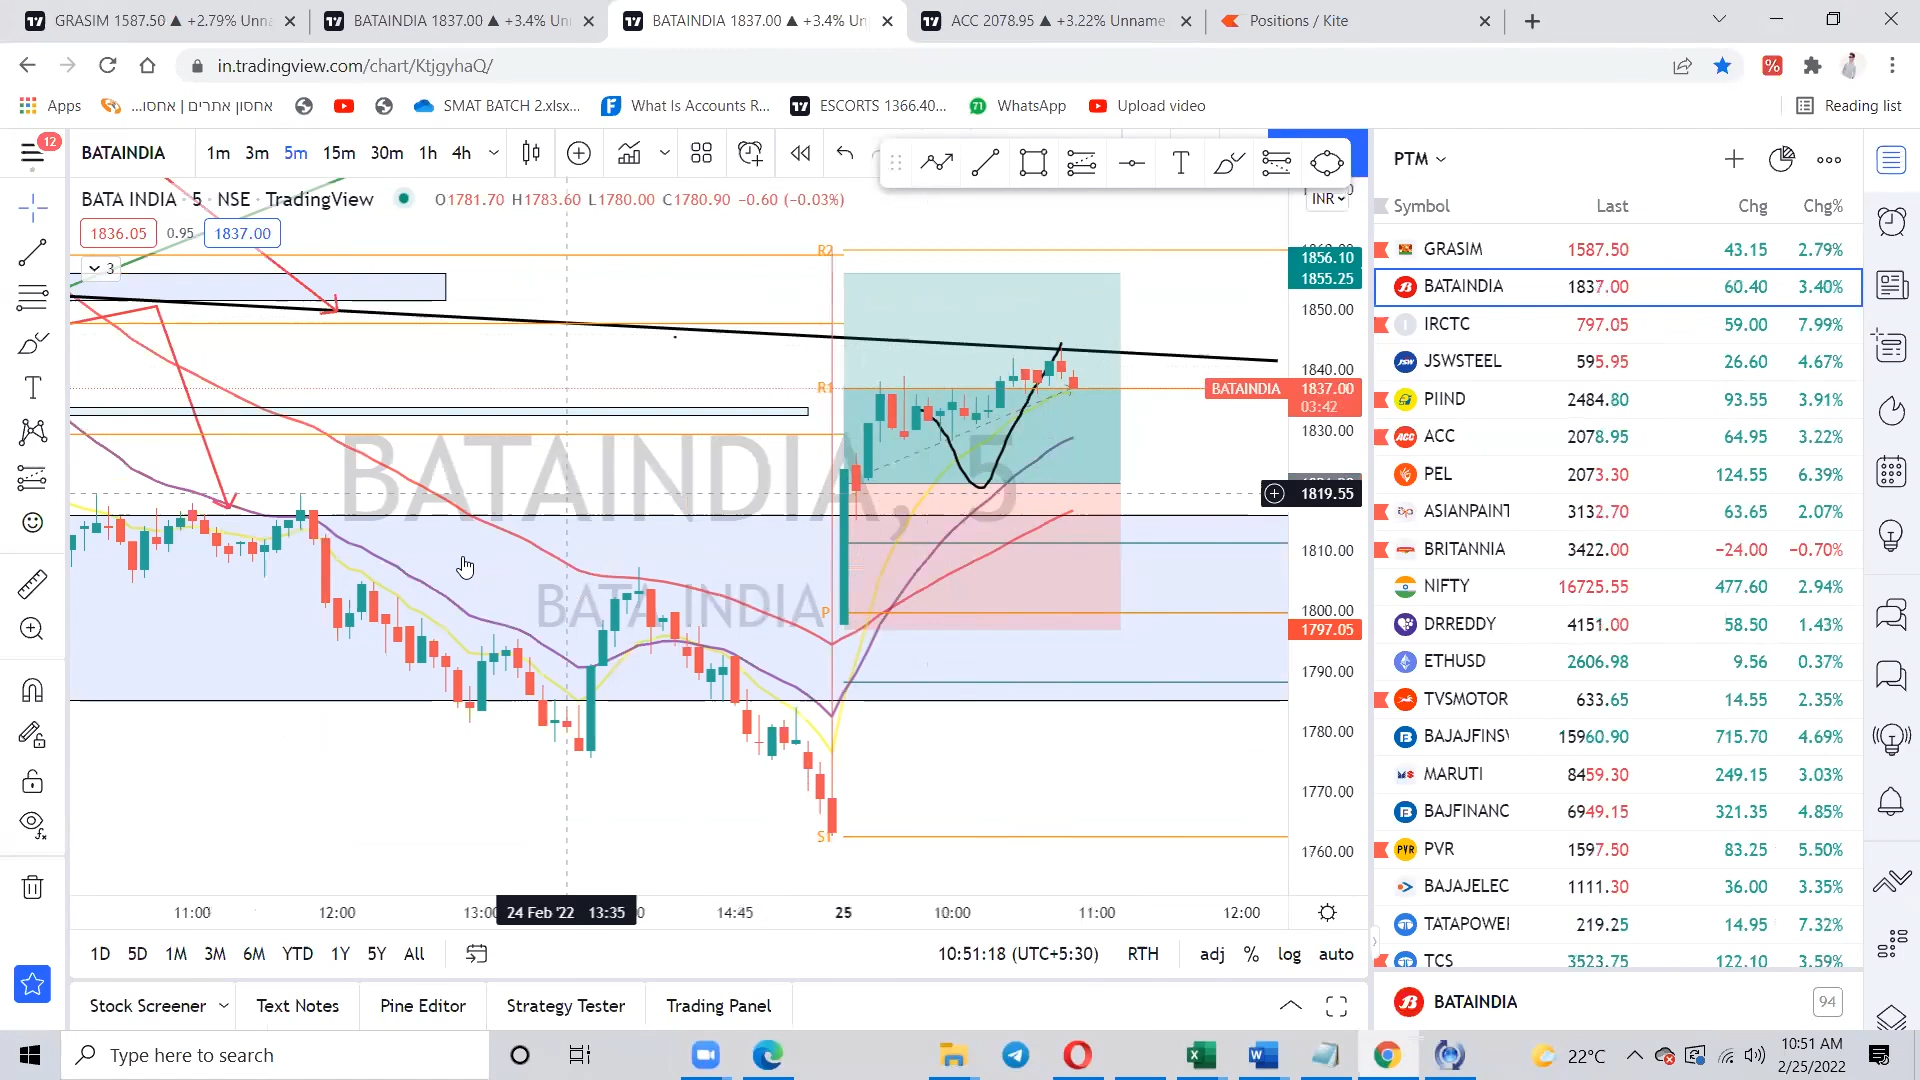 GRASIM 1587.50 ▲ +2.79% Unna
BATAINDIA 1837.00 ▲ +3.4% Un
BATAINDIA 1837.00 ▲ +3.4% Un
ACC 2078.95 ▲ +3.22% Unname
Positions / Kite
in.tradingview.com/chart/KtjgyhaQ/
Apps
אחסון אתרים | אחסו...
SMAT BATCH 2.xlsx...
What Is Accounts R...
ESCORTS 1366.40...
WhatsApp
Upload video
Reading list
12
BATAINDIA
1m 3m 5m 15m 30m 1h 4h
BATA INDIA · 5 · NSE · TradingView
O1781.70 H1783.60 L1780.00 C1780.90 −0.60 (−0.03%)
1836.05 0.95 1837.00
3
BATAINDIA, 5
BATA INDIA
R2
R1
P
S1
INR
1856.10
1855.25
1850.00
1840.00
BATAINDIA 1837.00
03:42
1830.00
1819.55
1810.00
1800.00
1797.05
1790.00
1780.00
1770.00
1760.00
11:00 12:00 13:00 24 Feb '22 13:35 14:45 25 10:00 11:00 12:00
1D 5D 1M 3M 6M YTD 1Y 5Y All
10:51:18 (UTC+5:30) RTH adj % log auto
Stock Screener Text Notes Pine Editor Strategy Tester Trading Panel
PTM
Symbol Last Chg Chg%
GRASIM 1587.50 43.15 2.79%
BATAINDIA 1837.00 60.40 3.40%
IRCTC 797.05 59.00 7.99%
JSWSTEEL 595.95 26.60 4.67%
PIIND 2484.80 93.55 3.91%
ACC 2078.95 64.95 3.22%
PEL 2073.30 124.55 6.39%
ASIANPAINT 3132.70 63.65 2.07%
BRITANNIA 3422.00 −24.00 −0.70%
NIFTY 16725.55 477.60 2.94%
DRREDDY 4151.00 58.50 1.43%
ETHUSD 2606.98 9.56 0.37%
TVSMOTOR 633.65 14.55 2.35%
BAJAJFINSV 15960.90 715.70 4.69%
MARUTI 8459.30 249.15 3.03%
BAJFINANC 6949.15 321.35 4.85%
PVR 1597.50 83.25 5.50%
BAJAJELEC 1111.30 36.00 3.35%
TATAPOWEI 219.25 14.95 7.32%
TCS 3523.75 122.10 3.59%
BATAINDIA 94
Type here to search
22°C
10:51 AM
2/25/2022